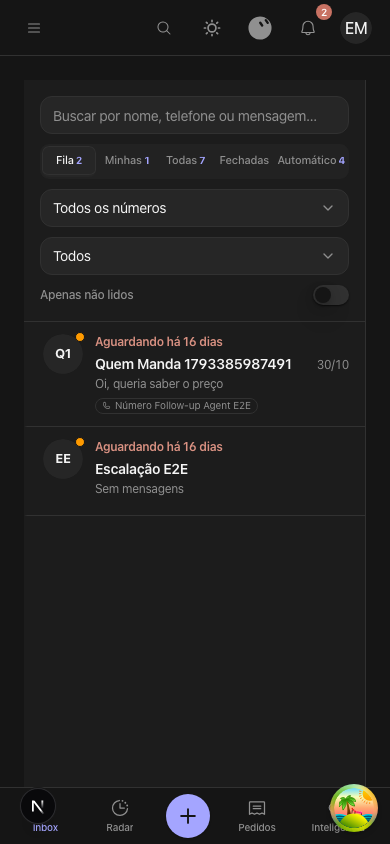 2
EM
Buscar por nome, telefone ou mensagem...
Fila 2 Minhas 1 Todas 7 Fechadas Automático 4
Todos os números
Todos
Apenas não lidos
Aguardando há 16 dias
Q1 Quem Manda 1793385987491 30/10
Oi, queria saber o preço
Número Follow-up Agent E2E
Aguardando há 16 dias
EE Escalação E2E
Sem mensagens
N
Inbox Radar Pedidos